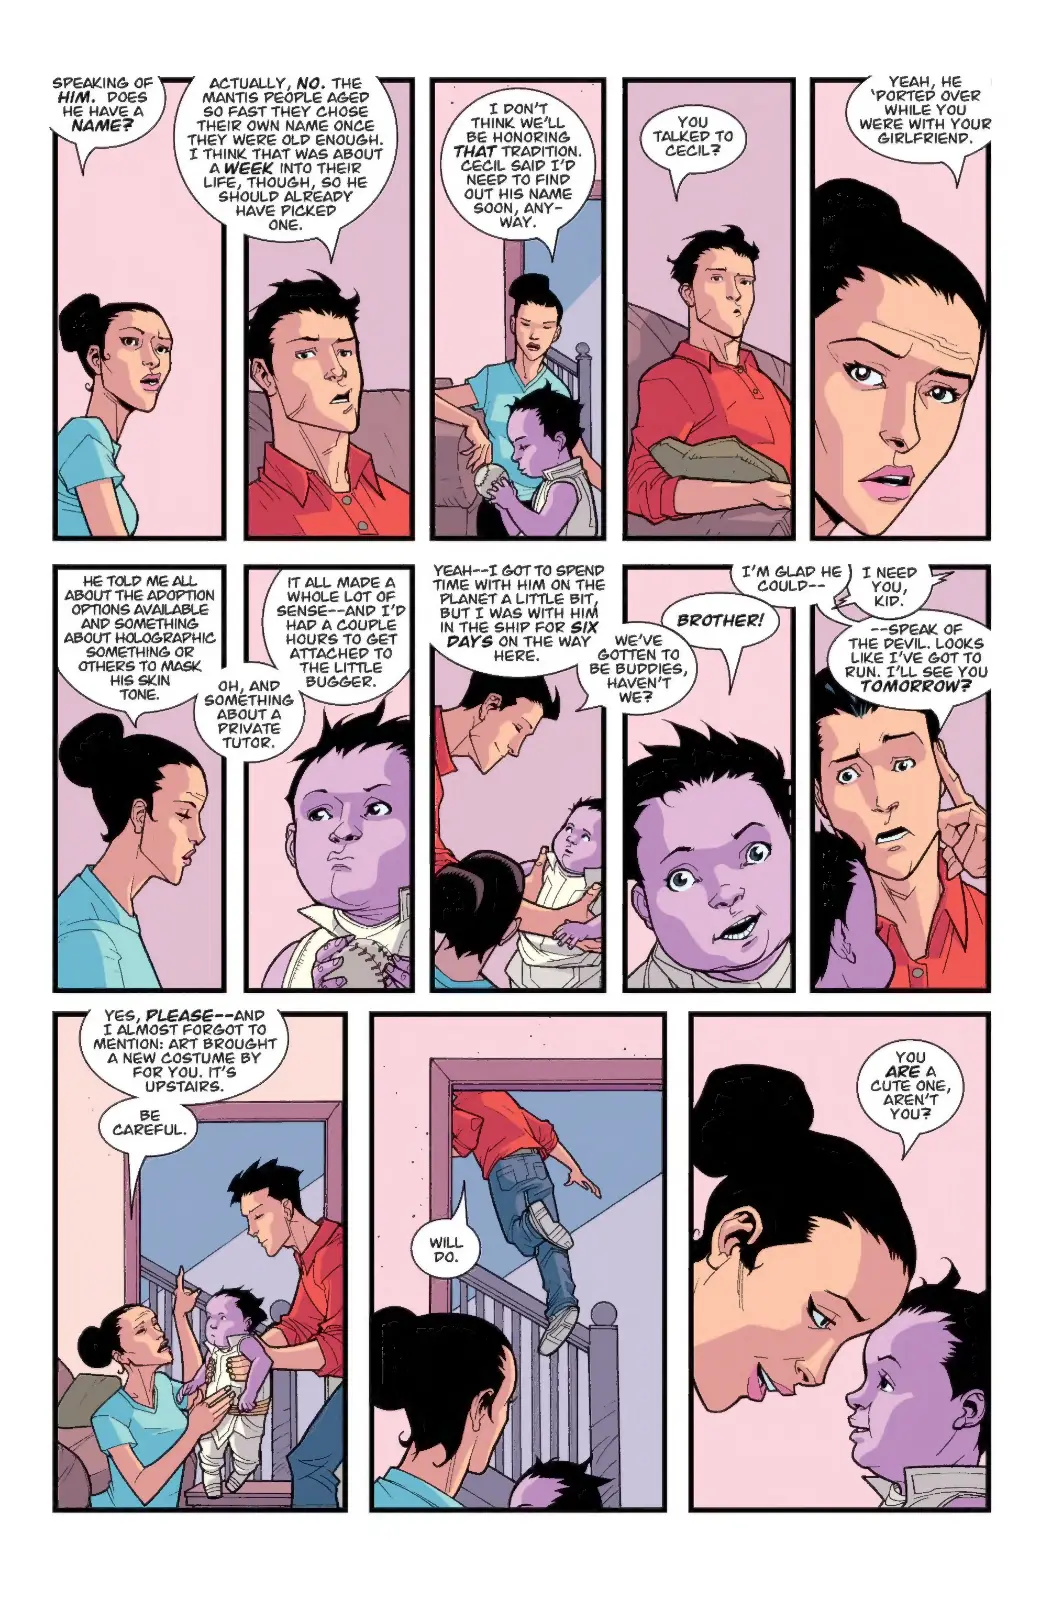 SPEAKING OF
HIM. DOES
HE HAVE A
NAME?
ACTUALLY, NO. THE
MANTIS PEOPLE AGED
SO FAST THEY CHOSE
THEIR OWN NAME ONCE
THEY WERE OLD ENOUGH.
I THINK THAT WAS ABOUT
A WEEK INTO THEIR
LIFE, THOUGH, SO HE
SHOULD ALREADY
HAVE PICKED
ONE.
I DON'T
THINK WE'LL
BE HONORING
THAT TRADITION.
CECIL SAID I'D
NEED TO FIND
OUT HIS NAME
SOON, ANY-
WAY.
YOU
TALKED TO
CECIL?
YEAH, HE
'PORTED OVER
WHILE YOU
WERE WITH YOUR
GIRLFRIEND.
HE TOLD ME ALL
ABOUT THE ADOPTION
OPTIONS AVAILABLE
AND SOMETHING
ABOUT HOLOGRAPHIC
SOMETHING OR
OTHERS TO MASK
HIS SKIN
TONE.
OH, AND
SOMETHING
ABOUT A
PRIVATE
TUTOR.
IT ALL MADE A
WHOLE LOT OF
SENSE--AND I'D
HAD A COUPLE
HOURS TO GET
ATTACHED TO
THE LITTLE
BUGGER.
YEAH--I GOT TO SPEND
TIME WITH HIM ON THE
PLANET A LITTLE BIT,
BUT I WAS WITH HIM
IN THE SHIP FOR SIX
DAYS ON THE WAY
HERE.
WE'VE
GOTTEN TO
BE BUDDIES,
HAVEN'T
WE?
BROTHER!
I'M GLAD HE
COULD--
I NEED
YOU,
KID.
--SPEAK OF
THE DEVIL. LOOKS
LIKE I'VE GOT TO
RUN. I'LL SEE YOU
TOMORROW?
YES, PLEASE--AND
I ALMOST FORGOT TO
MENTION: ART BROUGHT
A NEW COSTUME BY
FOR YOU. IT'S
UPSTAIRS.
BE
CAREFUL.
WILL
DO.
YOU
ARE A
CUTE ONE,
AREN'T
YOU?